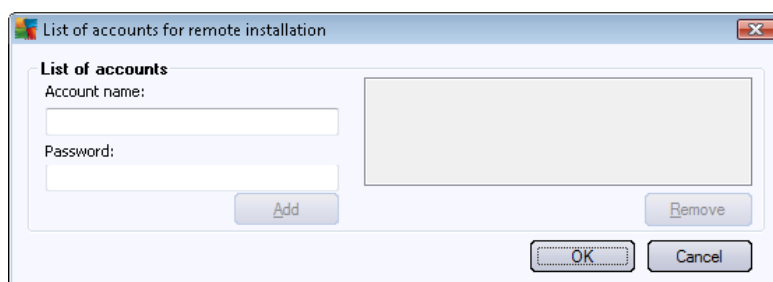 List of accounts for remote installation
List of accounts
Account name:
Password:
Add
Remove
OK
Cancel